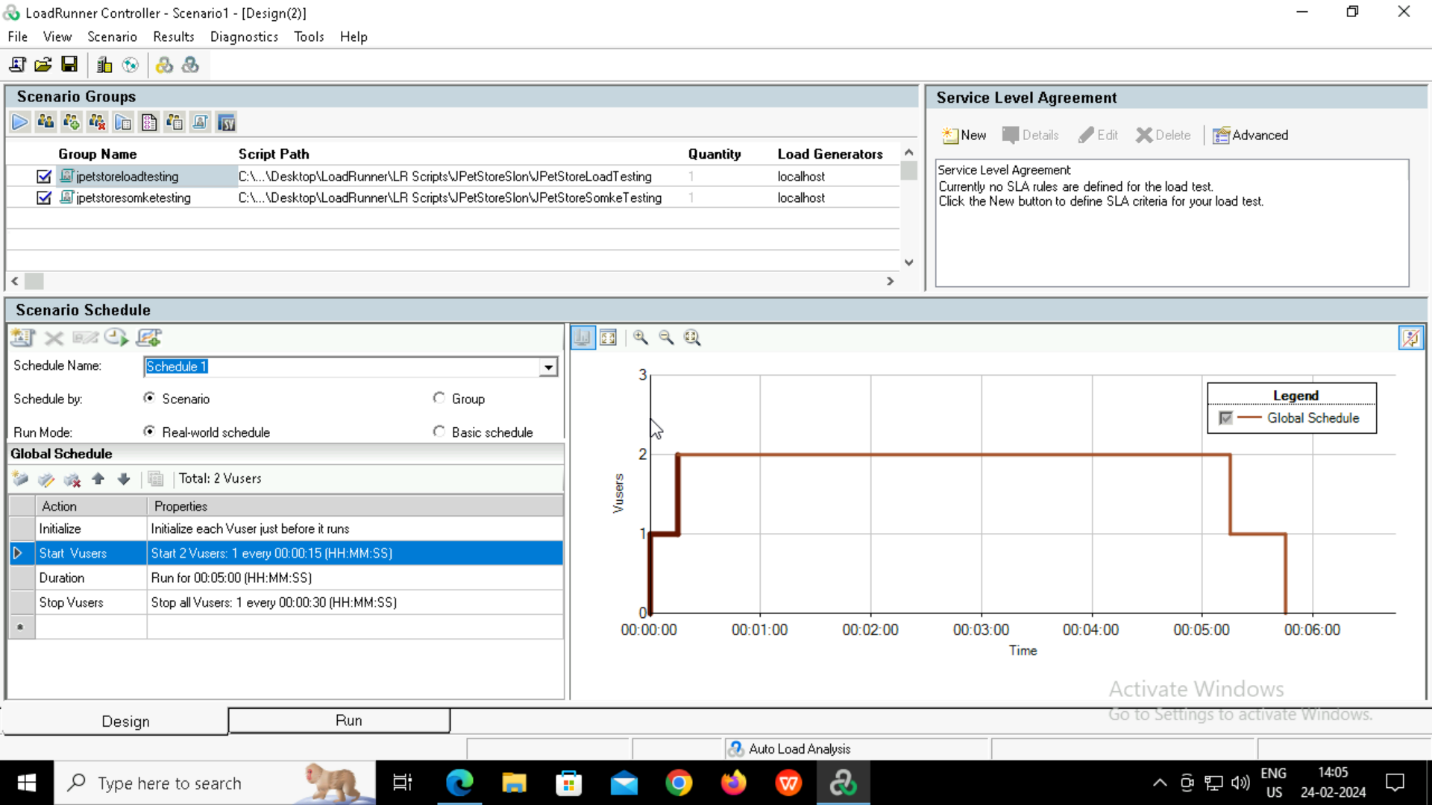 LoadRunner Controller - Scenario1 - [Design(2)]
File View Scenario Results Diagnostics Tools Help
Scenario Groups
Group Name Script Path Quantity Load Generators
jpetstoreloadtesting C:\...\Desktop\LoadRunner\LR Scripts\JPetStoreSlon\JPetStoreLoadTesting 1 localhost
jpetstoresomketesting C:\...\Desktop\LoadRunner\LR Scripts\JPetStoreSlon\JPetStoreSomkeTesting 1 localhost
Service Level Agreement
New Details Edit Delete Advanced
Service Level Agreement
Currently no SLA rules are defined for the load test.
Click the New button to define SLA criteria for your load test.
Scenario Schedule
Schedule Name: Schedule 1
Schedule by: Scenario Group
Run Mode: Real-world schedule Basic schedule
Global Schedule
Total: 2 Vusers
Action Properties
Initialize Initialize each Vuser just before it runs
Start Vusers Start 2 Vusers: 1 every 00:00:15 (HH:MM:SS)
Duration Run for 00:05:00 (HH:MM:SS)
Stop Vusers Stop all Vusers: 1 every 00:00:30 (HH:MM:SS)
*
3
2
1
0
Vusers
Legend
Global Schedule
00:00:00 00:01:00 00:02:00 00:03:00 00:04:00 00:05:00 00:06:00
Time
Activate Windows
Go to Settings to activate Windows.
Design Run
Auto Load Analysis
Type here to search
ENG
US
14:05
24-02-2024